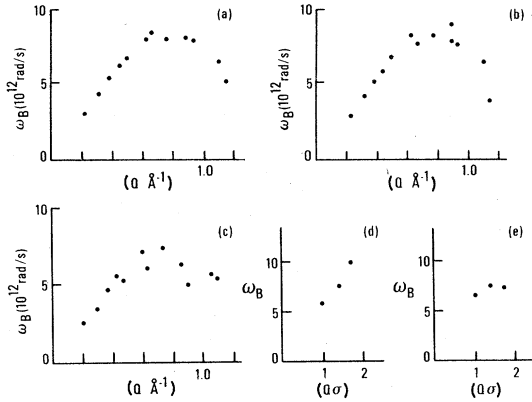 (a)
10
5
0
ω_B (10^12 rad/s)
1.0
(Q Å^-1)
(b)
10
5
0
ω_B (10^12 rad/s)
1.0
(Q Å^-1)
(c)
10
5
0
ω_B (10^12 rad/s)
1.0
(Q Å^-1)
(d)
10
5
0
ω_B
1 2
(Qσ)
(e)
10
5
0
ω_B
1 2
(Qσ)